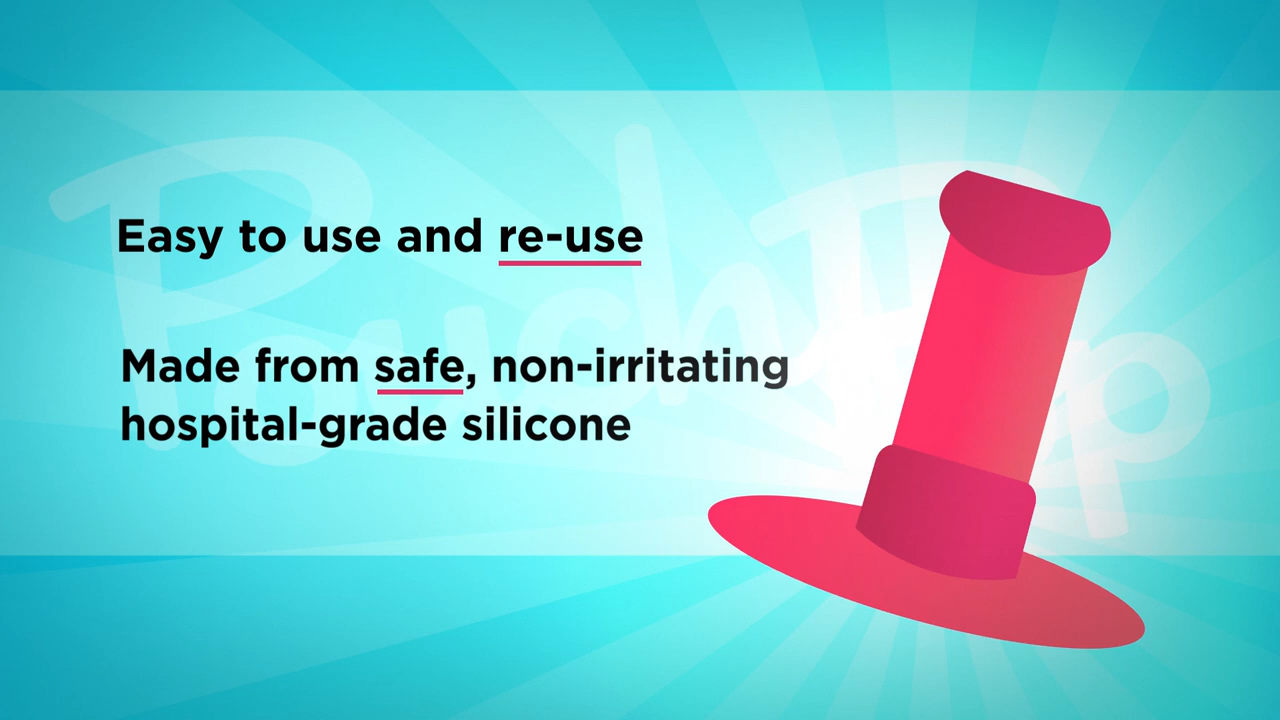 Easy to use and re-use
Made from safe, non-irritating
hospital-grade silicone